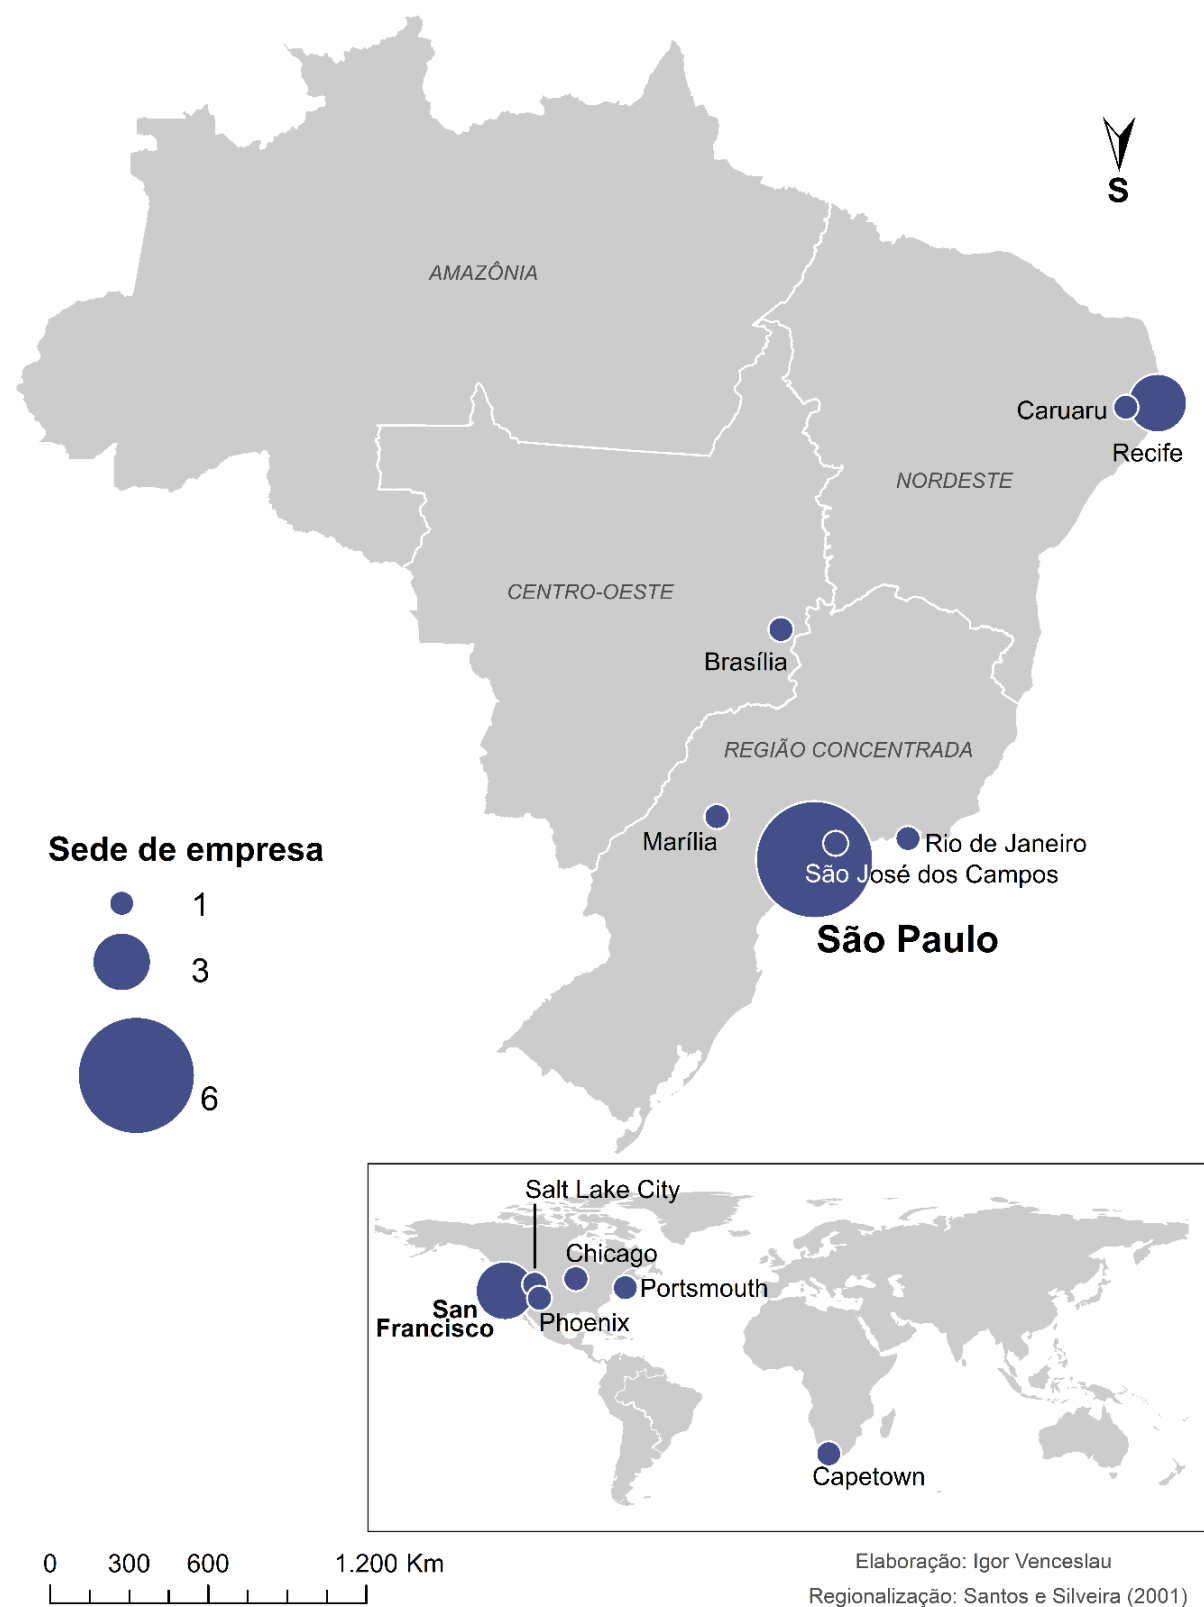 S
AMAZÔNIA
Caruaru
Recife
NORDESTE
CENTRO-OESTE
Brasília
REGIÃO CONCENTRADA
Marília
Rio de Janeiro
São José dos Campos
São Paulo
Sede de empresa
1
3
6
Salt Lake City
Chicago
Portsmouth
San
Francisco
Phoenix
Capetown
0 300 600 1.200 Km
Elaboração: Igor Venceslau
Regionalização: Santos e Silveira (2001)